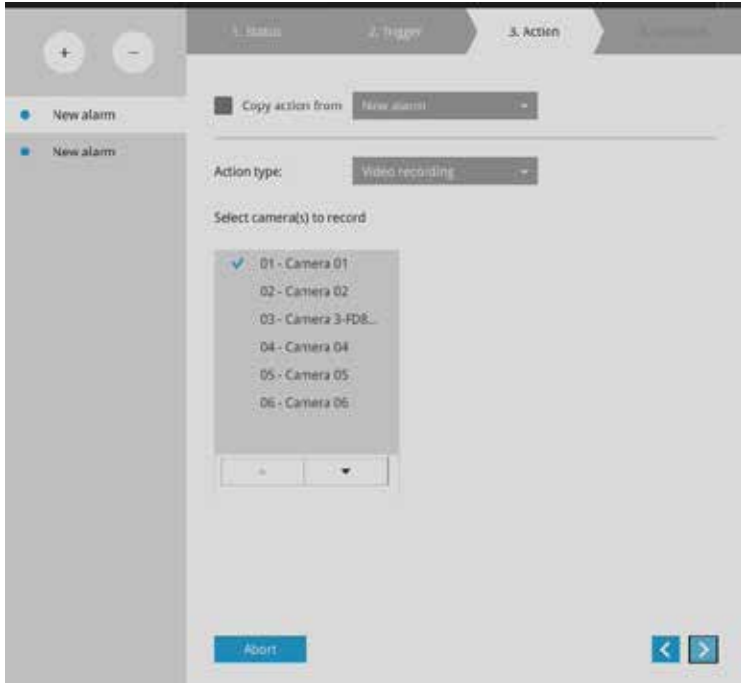 + -
1. Status 2. Trigger 3. Action
New alarm
New alarm
Copy action from New alarm
Action type: Video recording
Select camera(s) to record
01 - Camera 01
02 - Camera 02
03 - Camera 3-FD8...
04 - Camera 04
05 - Camera 05
06 - Camera 06
Abort